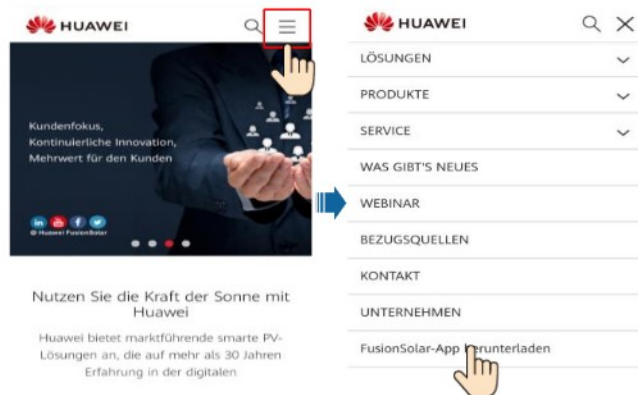 HUAWEI
Kundenfokus,
Kontinuierliche Innovation,
Mehrwert für den Kunden
@ Huawei FusionSolar
Nutzen Sie die Kraft der Sonne mit
Huawei
Huawei bietet marktführende smarte PV-
Lösungen an, die auf mehr als 30 Jahren
Erfahrung in der digitalen
HUAWEI
LÖSUNGEN
PRODUKTE
SERVICE
WAS GIBT'S NEUES
WEBINAR
BEZUGSQUELLEN
KONTAKT
UNTERNEHMEN
FusionSolar-App herunterladen